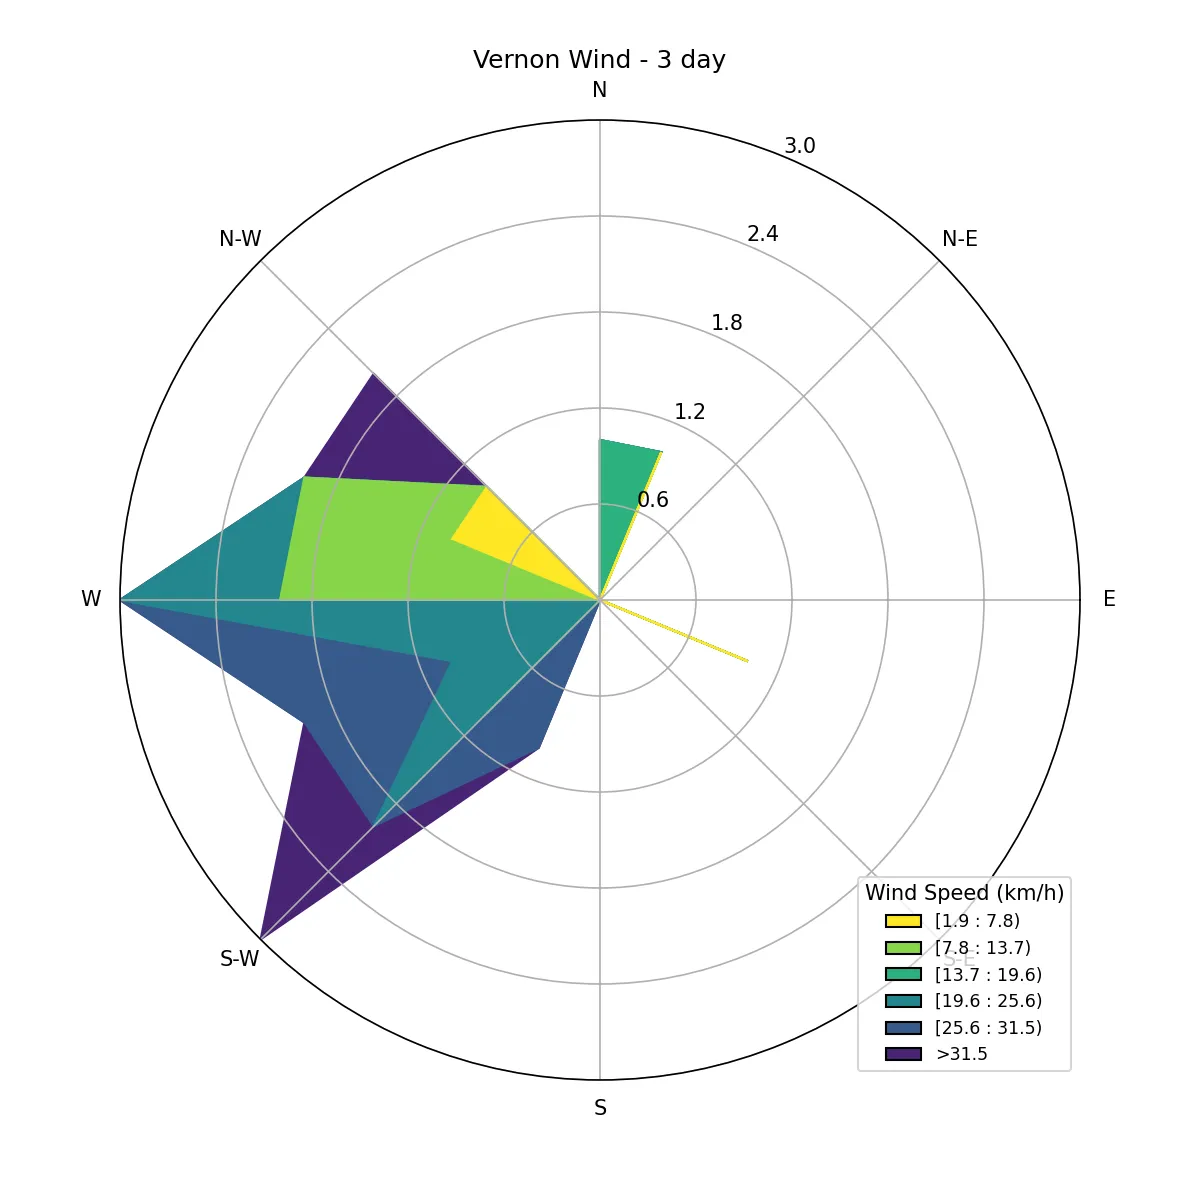 Vernon Wind - 3 day
N
3.0
N-W
N-E
2.4
1.8
1.2
0.6
W
E
S-W
S-E
S
Wind Speed (km/h)
[1.9 : 7.8)
[7.8 : 13.7)
[13.7 : 19.6)
[19.6 : 25.6)
[25.6 : 31.5)
>31.5